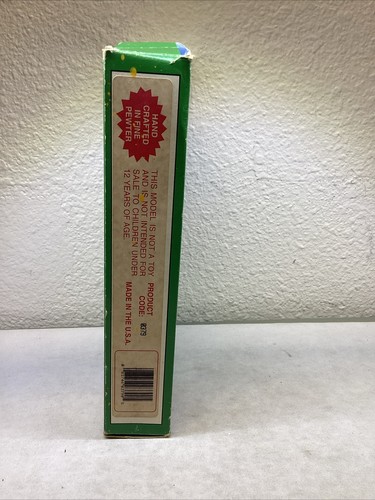 HAND
CRAFTED
IN FINE
PEWTER
THIS MODEL IS NOT A TOY
AND IS NOT INTENDED FOR
SALE TO CHILDREN UNDER
12 YEARS OF AGE.
PRODUCT
CODE:
MADE IN THE U.S.A.